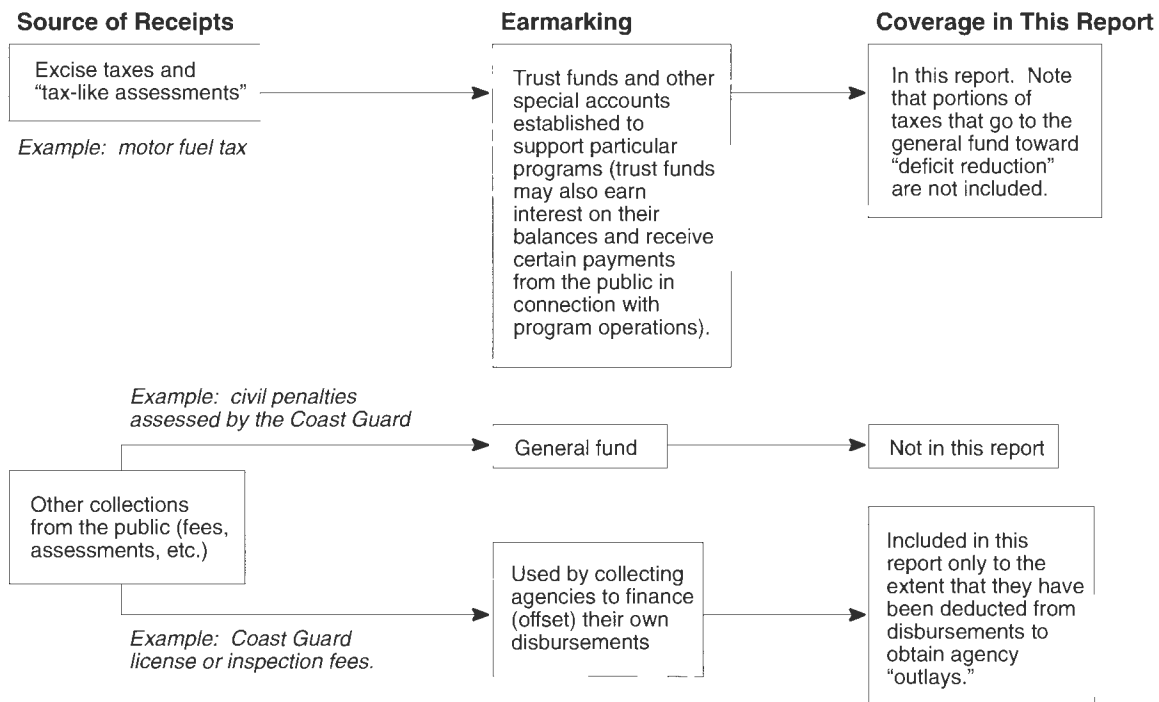 Source of Receipts
Earmarking
Coverage in This Report
Excise taxes and
“tax-like assessments”
Example: motor fuel tax
Trust funds and other
special accounts
established to
support particular
programs (trust funds
may also earn
interest on their
balances and receive
certain payments
from the public in
connection with
program operations).
In this report. Note
that portions of
taxes that go to the
general fund toward
“deficit reduction”
are not included.
Example: civil penalties
assessed by the Coast Guard
General fund
Not in this report
Other collections
from the public (fees,
assessments, etc.)
Used by collecting
agencies to finance
(offset) their own
disbursements
Included in this
report only to the
extent that they have
been deducted from
disbursements to
obtain agency
“outlays.”
Example: Coast Guard
license or inspection fees.